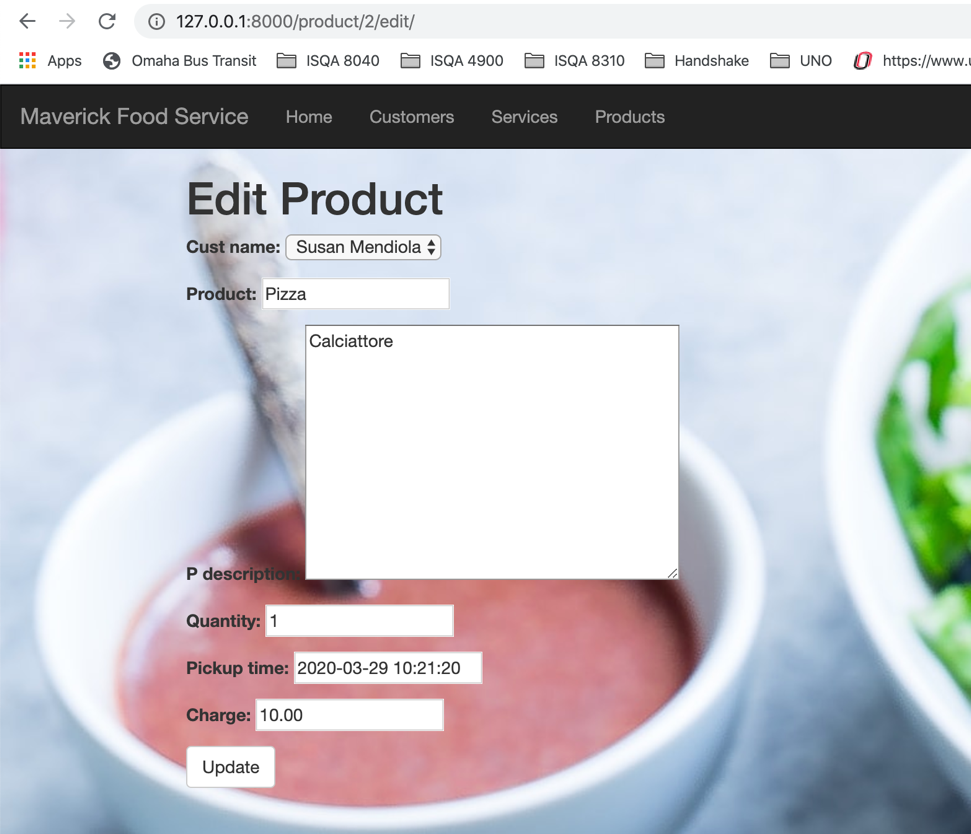 127.0.0.1:8000/product/2/edit/
Apps Omaha Bus Transit ISQA 8040 ISQA 4900 ISQA 8310 Handshake UNO https://www.u
Maverick Food Service Home Customers Services Products
Edit Product
Cust name: Susan Mendiola
Product: Pizza
Calciattore
P description
Quantity: 1
Pickup time: 2020-03-29 10:21:20
Charge: 10.00
Update